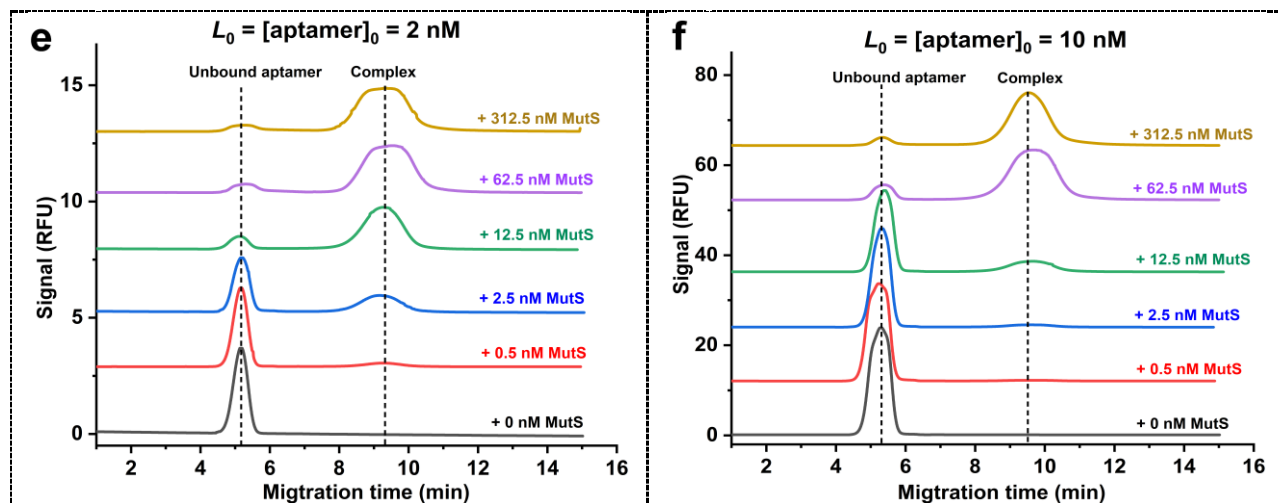 e
L0 = [aptamer]0 = 2 nM
Unbound aptamer
Complex
15
10
5
0
Signal (RFU)
+ 312.5 nM MutS
+ 62.5 nM MutS
+ 12.5 nM MutS
+ 2.5 nM MutS
+ 0.5 nM MutS
+ 0 nM MutS
2 4 6 8 10 12 14 16
Migtration time (min)
f
L0 = [aptamer]0 = 10 nM
Unbound aptamer
Complex
80
60
40
20
0
Signal (RFU)
+ 312.5 nM MutS
+ 62.5 nM MutS
+ 12.5 nM MutS
+ 2.5 nM MutS
+ 0.5 nM MutS
+ 0 nM MutS
2 4 6 8 10 12 14 16
Migtration time (min)